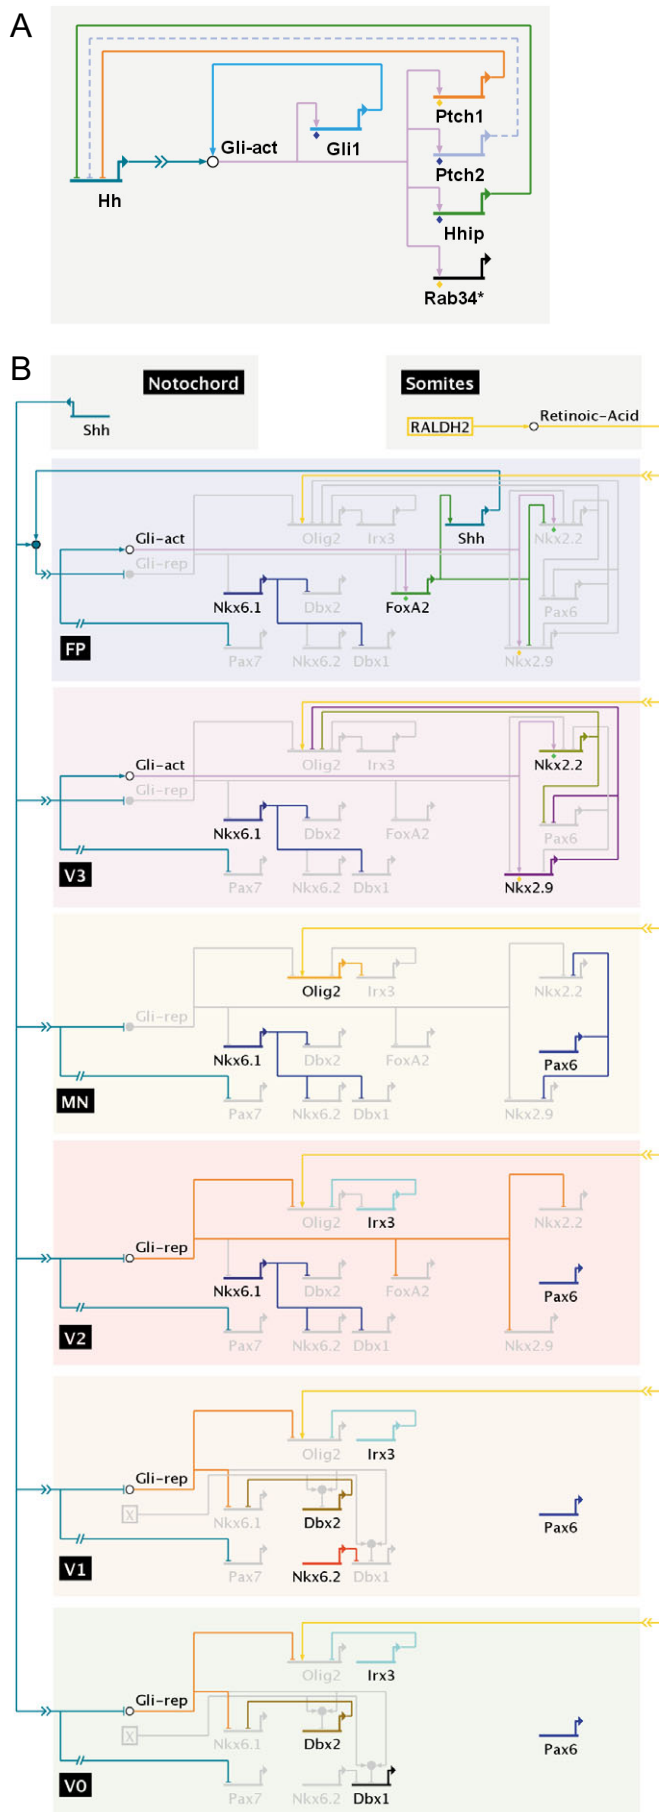 A
Gli-act
Gli1
Ptch1
Ptch2
Hh
Hhip
Rab34*
B
Notochord
Somites
Shh
RALDH2
Retinoic-Acid
Olig2
Irx3
Shh
Nkx2.2
Gli-act
Gli-rep
Nkx6.1
Dbx2
FoxA2
Pax6
FP
Pax7
Nkx6.2
Dbx1
Nkx2.9
Olig2
Irx3
Nkx2.2
Gli-act
Gli-rep
Nkx6.1
Dbx2
FoxA2
Pax6
V3
Pax7
Nkx6.2
Dbx1
Nkx2.9
Olig2
Irx3
Nkx2.2
Gli-rep
Nkx6.1
Dbx2
FoxA2
Pax6
MN
Pax7
Nkx6.2
Dbx1
Nkx2.9
Olig2
Irx3
Nkx2.2
Gli-rep
Nkx6.1
Dbx2
FoxA2
Pax6
V2
Pax7
Nkx6.2
Dbx1
Nkx2.9
Olig2
Irx3
Gli-rep
X
Nkx6.1
Dbx2
Pax6
V1
Pax7
Nkx6.2
Dbx1
Olig2
Irx3
Gli-rep
X
Nkx6.1
Dbx2
Pax6
V0
Pax7
Nkx6.2
Dbx1